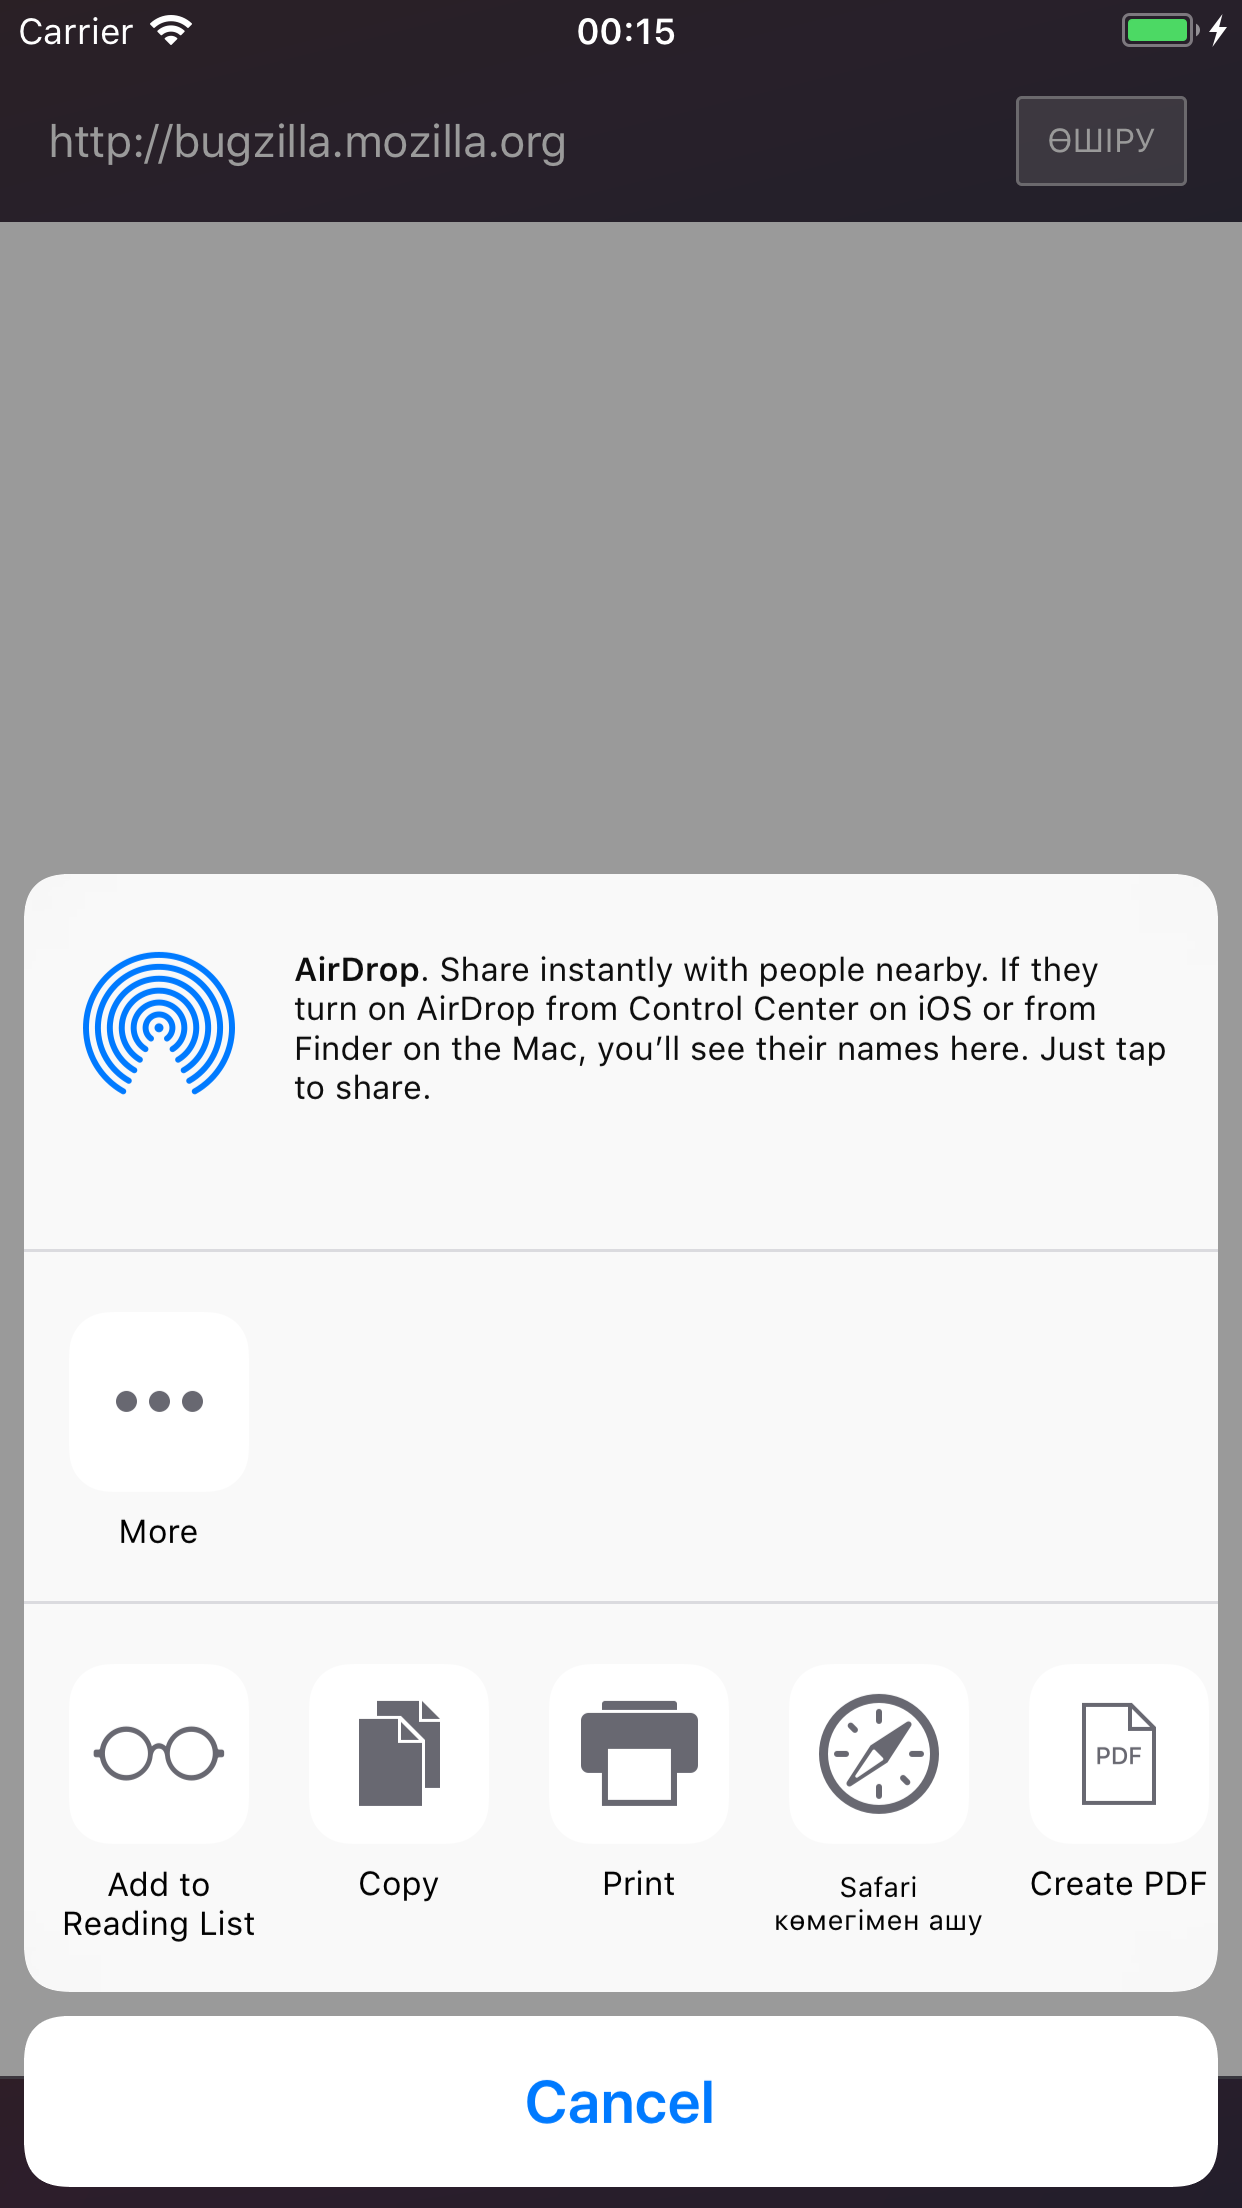 Carrier
00:15
http://bugzilla.mozilla.org
ӨШІРУ
AirDrop. Share instantly with people nearby. If they
turn on AirDrop from Control Center on iOS or from
Finder on the Mac, you’ll see their names here. Just tap
to share.
More
Add to
Reading List
Copy
Print
Safari
көмегімен ашу
PDF
Create PDF
Cancel